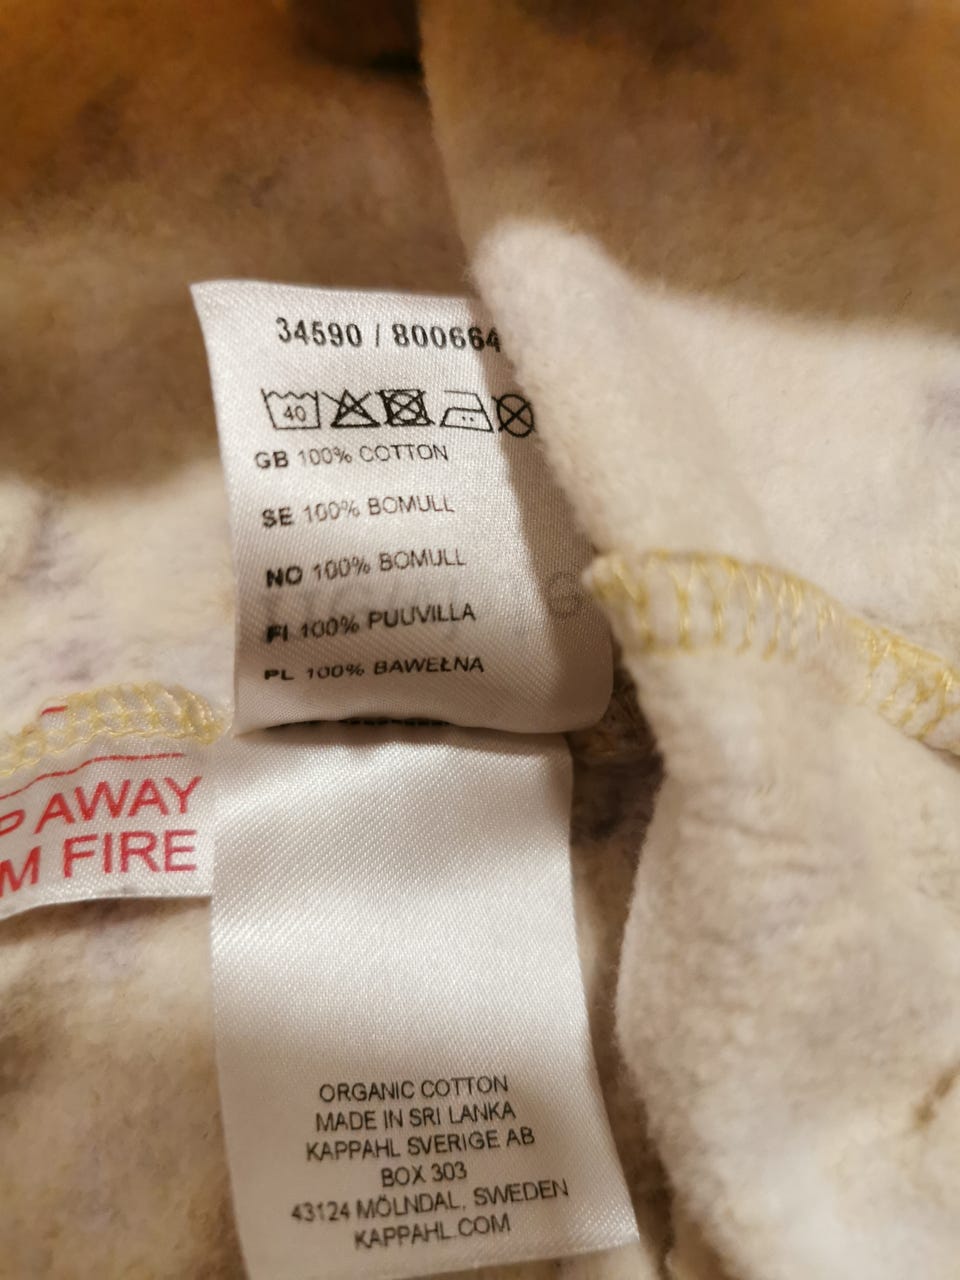 34590 / 800664
40
GB 100% COTTON
SE 100% BOMULL
NO 100% BOMULL
FI 100% PUUVILLA
PL 100% BAWEŁNA
AWAY
FIRE
ORGANIC COTTON
MADE IN SRI LANKA
KAPPAHL SVERIGE AB
BOX 303
43124 MÖLNDAL, SWEDEN
KAPPAHL.COM